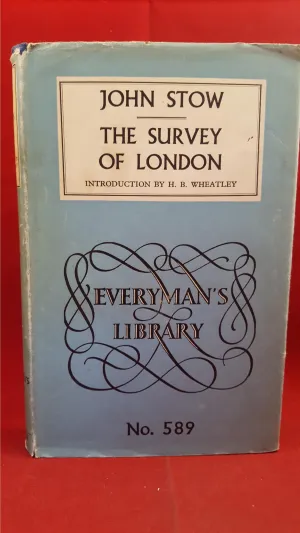 JOHN STOW
THE SURVEY
OF LONDON
INTRODUCTION BY H. B. WHEATLEY
EVERYMAN'S
LIBRARY
No. 589